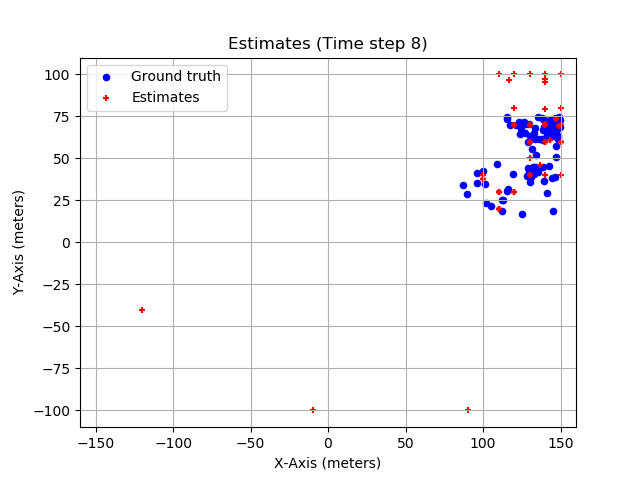 Estimates (Time step 8)
Ground truth
Estimates
100
75
50
25
0
−25
−50
−75
−100
Y-Axis (meters)
−150 −100 −50 0 50 100 150
X-Axis (meters)